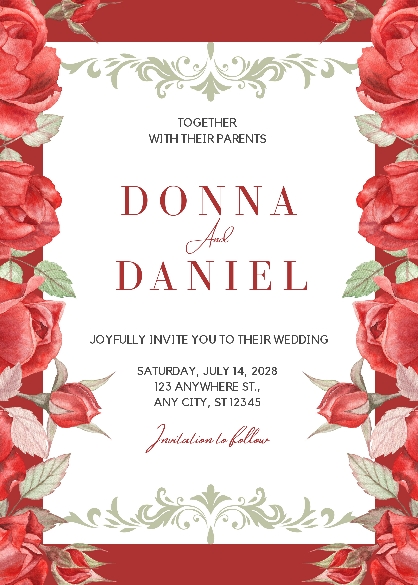 TOGETHER
WITH THEIR PARENTS
DONNA
And
DANIEL
JOYFULLY INVITE YOU TO THEIR WEDDING
SATURDAY, JULY 14, 2028
123 ANYWHERE ST.,
ANY CITY, ST 12345
Invitation to follow